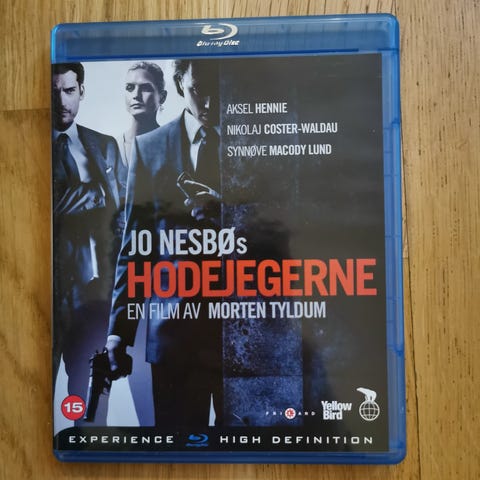 Blu-ray Disc
AKSEL HENNIE
NIKOLAJ COSTER-WALDAU
SYNNØVE MACODY LUND
JO NESBØs
HODEJEGERNE
EN FILM AV MORTEN TYLDUM
15
FRILAND
Yellow
Bird
EXPERIENCE HIGH DEFINITION